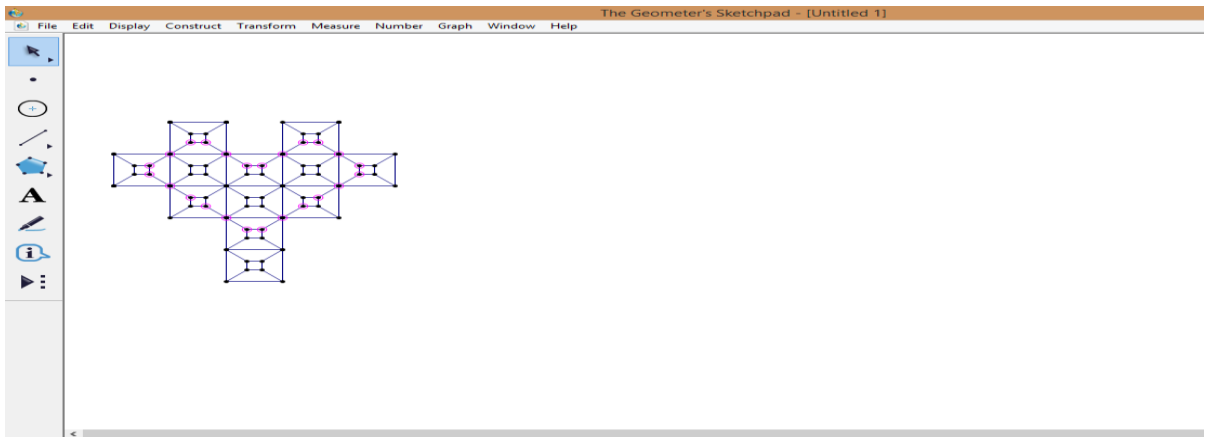 The Geometer's Sketchpad - [Untitled 1]
File Edit Display Construct Transform Measure Number Graph Window Help
A
i
<